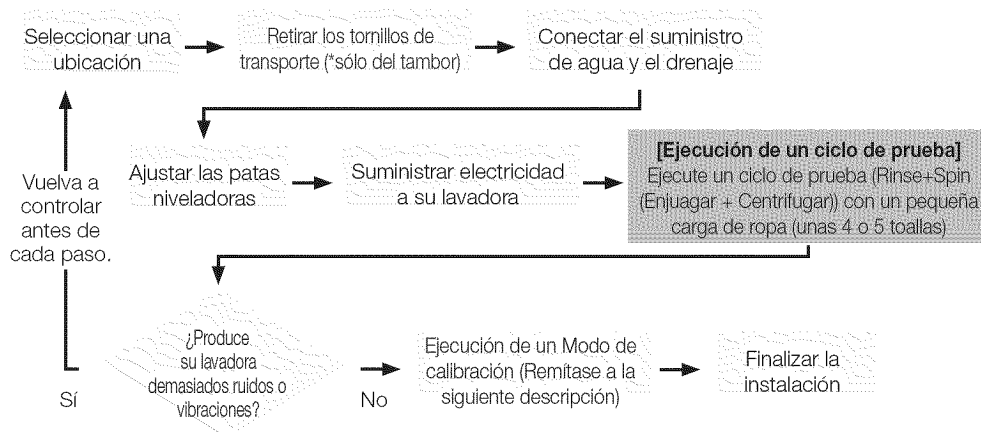 Seleccionar una
ubicación
Retirar los tornillos de
transporte (*sólo del tambor)
Conectar el suministro
de agua y el drenaje
Ajustar las patas
niveladoras
Suministrar electricidad
a su lavadora
[Ejecución de un ciclo de prueba]
Ejecute un ciclo de prueba (Rinse+Spin
(Enjuagar + Centrifugar)) con un pequeña
carga de ropa (unas 4 o 5 toallas)
Vuelva a
controlar
antes de
cada paso.
¿Produce
su lavadora
demasiados ruidos o
vibraciones?
Sí
No
Ejecución de un Modo de
calibración (Remítase a la
siguiente descripción)
Finalizar la
instalación